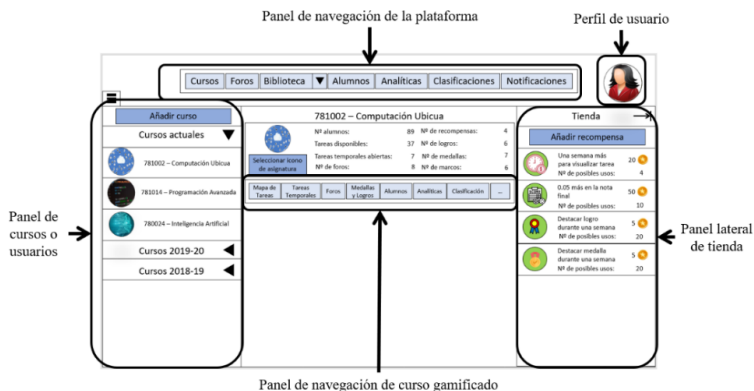 Panel de navegación de la plataforma
Perfil de usuario
Cursos Foros Biblioteca Alumnos Analíticas Clasificaciones Notificaciones
Añadir curso
Cursos actuales
781002 – Computación Ubicua
781014 – Programación Avanzada
780024 – Inteligencia Artificial
Cursos 2019-20
Cursos 2018-19
Panel de
cursos o
usuarios
781002 – Computación Ubicua
Seleccionar icono
de asignatura
Nº alumnos: 89 Nº de recompensas: 4
Tareas disponibles: 37 Nº de logros: 6
Tareas temporales abiertas: 7 Nº de medallas: 7
Nº de foros: 8 Nº de marcos: 6
Mapa de
Tareas
Tareas
Temporales
Foros
Medallas
y Logros
Alumnos
Analíticas
Clasificación
...
Tienda
Añadir recompensa
Una semana más
para visualizar tarea 20
Nº de posibles usos: 4
0.05 más en la nota
final 50
Nº de posibles usos: 10
Destacar logro
durante una semana 5
Nº de posibles usos: 20
Destacar medalla
durante una semana 5
Nº de posibles usos: 20
Panel lateral
de tienda
Panel de navegación de curso gamificado